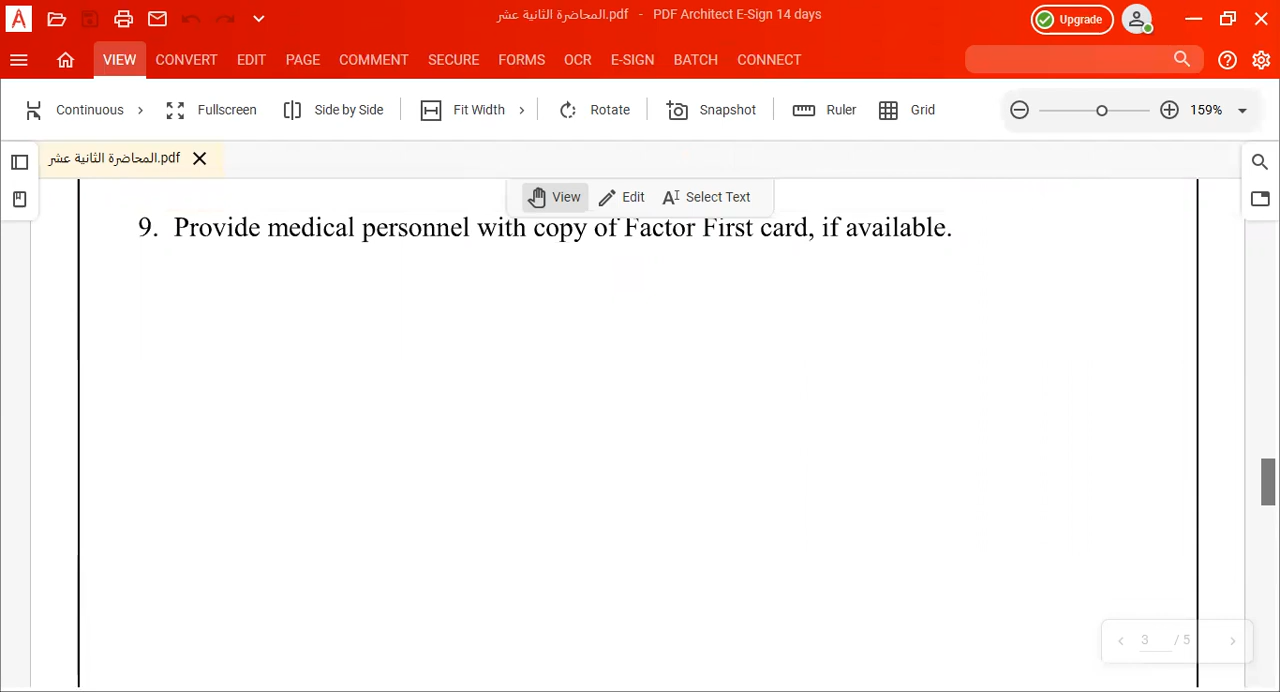 المحاضرة الثانية عشر.pdf - PDF Architect E-Sign 14 days
Upgrade
VIEW CONVERT EDIT PAGE COMMENT SECURE FORMS OCR E-SIGN BATCH CONNECT
Continuous Fullscreen Side by Side Fit Width Rotate Snapshot Ruler Grid 159%
المحاضرة الثانية عشر.pdf
View Edit Select Text
9. Provide medical personnel with copy of Factor First card, if available.
3 / 5